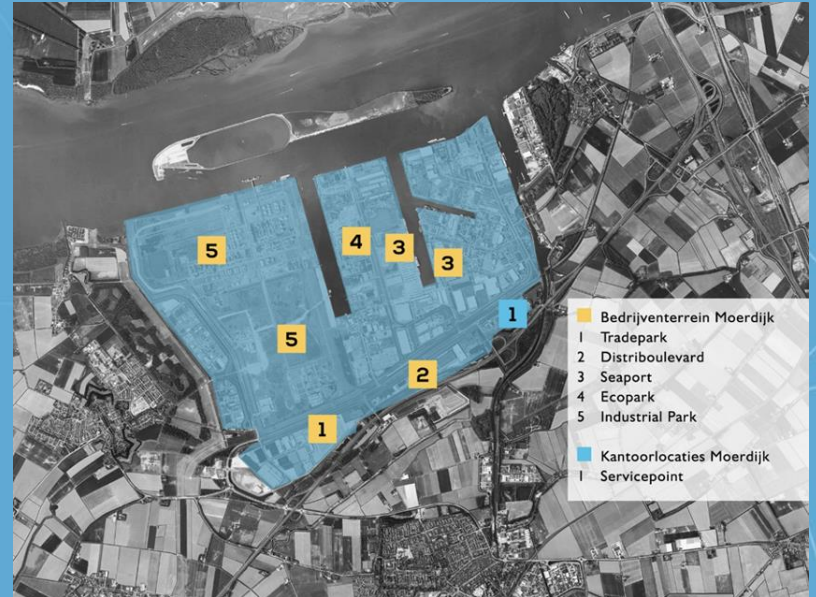 5
4
3
3
1
5
2
1
Bedrijventerrein Moerdijk
1 Tradepark
2 Distriboulevard
3 Seaport
4 Ecopark
5 Industrial Park
Kantoorlocaties Moerdijk
1 Servicepoint